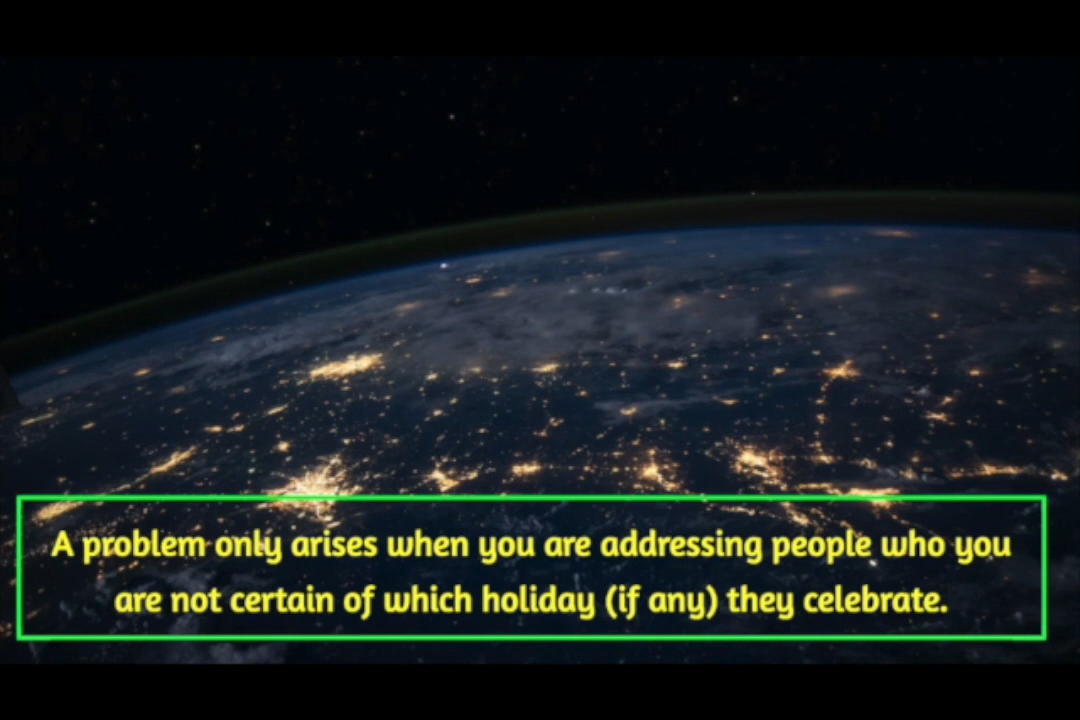 A problem only arises when you are addressing people who you
are not certain of which holiday (if any) they celebrate.